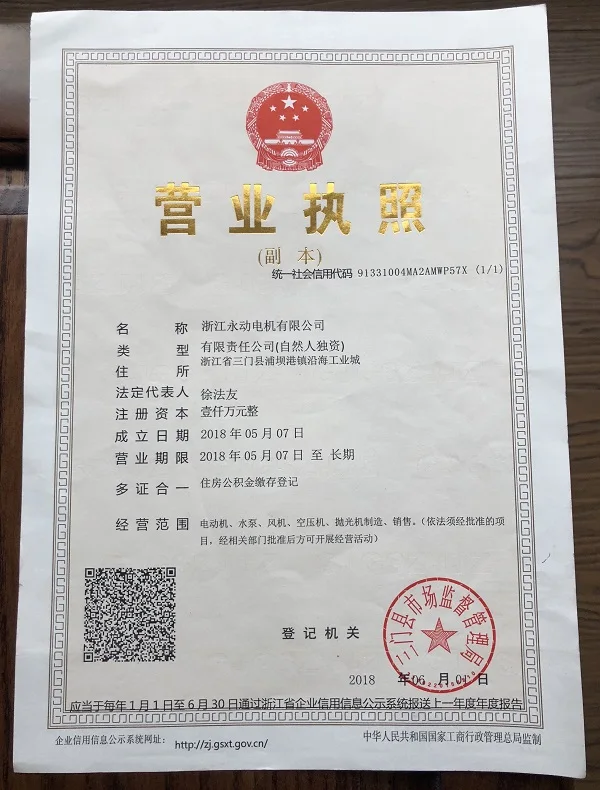 营业执照
(副 本)
统一社会信用代码 91331004MA2AMWP57X (1/1)
名 称 浙江永动电机有限公司
类 型 有限责任公司(自然人独资)
住 所 浙江省三门县浦坝港镇沿海工业城
法定代表人 徐法友
注册资本 壹仟万元整
成立日期 2018 年 05 月 07 日
营业期限 2018 年 05 月 07 日 至 长期
多证合一 住房公积金缴存登记
经营范围 电动机、水泵、风机、空压机、抛光机制造、销售。(依法须经批准的项
目,经相关部门批准后方可开展经营活动)
登记机关
三门县市场监督管理局
2018 年 06 月 01 日
应当于每年1月1日至6月30日通过浙江省企业信用信息公示系统报送上一年度年度报告
企业信用信息公示系统网址: http://zj.gsxt.gov.cn/
中华人民共和国国家工商行政管理总局监制